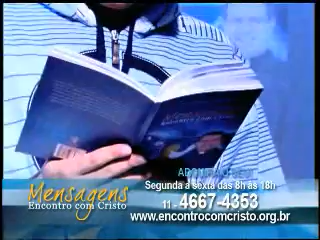 Mensagens
Encontro com Cristo
Segunda à sexta das 8h às 18h
11 - 4667-4353
www.encontrocomcristo.org.br